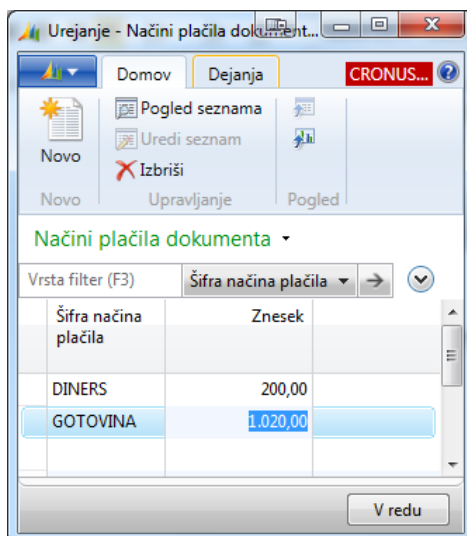 Urejanje - Načini plačila dokument...
Domov Dejanja CRONUS...
Novo
Pogled seznama
Uredi seznam
Izbriši
Novo Upravljanje Pogled
Načini plačila dokumenta
Vrsta filter (F3) Šifra načina plačila
Šifra načina plačila Znesek
DINERS 200,00
GOTOVINA 1.020,00
V redu